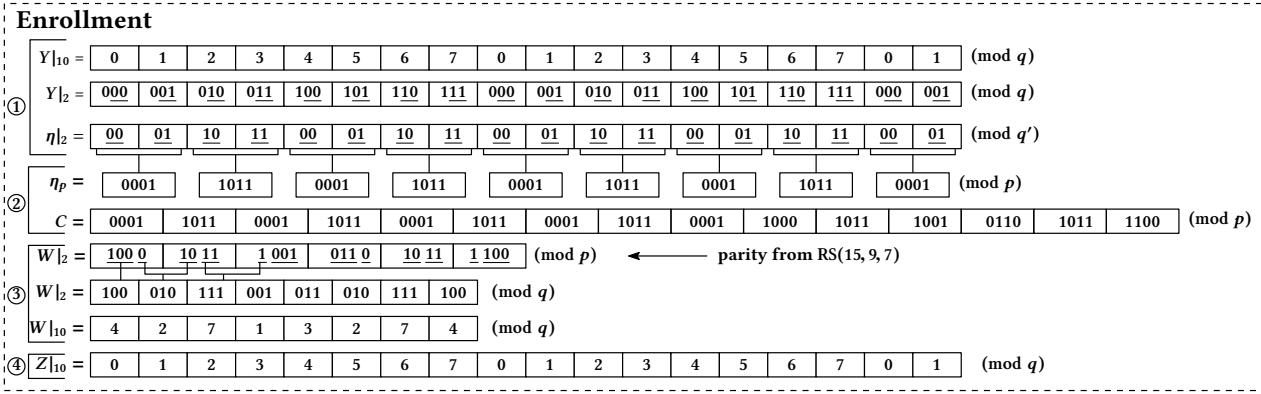 Enrollment
① Y|10 = 0 1 2 3 4 5 6 7 0 1 2 3 4 5 6 7 0 1 (mod q)
Y|2 = 000 001 010 011 100 101 110 111 000 001 010 011 100 101 110 111 000 001 (mod q)
η|2 = 00 01 10 11 00 01 10 11 00 01 10 11 00 01 10 11 00 01 (mod q′)
② ηp = 0001 1011 0001 1011 0001 1011 0001 1011 0001 (mod p)
C = 0001 1011 0001 1011 0001 1011 0001 1011 0001 1000 1011 1001 0110 1011 1100 (mod p)
③ W|2 = 100 0 10 11 1 001 011 0 10 11 1 100 (mod p) parity from RS(15, 9, 7)
W|2 = 100 010 111 001 011 010 111 100 (mod q)
W|10 = 4 2 7 1 3 2 7 4 (mod q)
④ Z|10 = 0 1 2 3 4 5 6 7 0 1 2 3 4 5 6 7 0 1 (mod q)